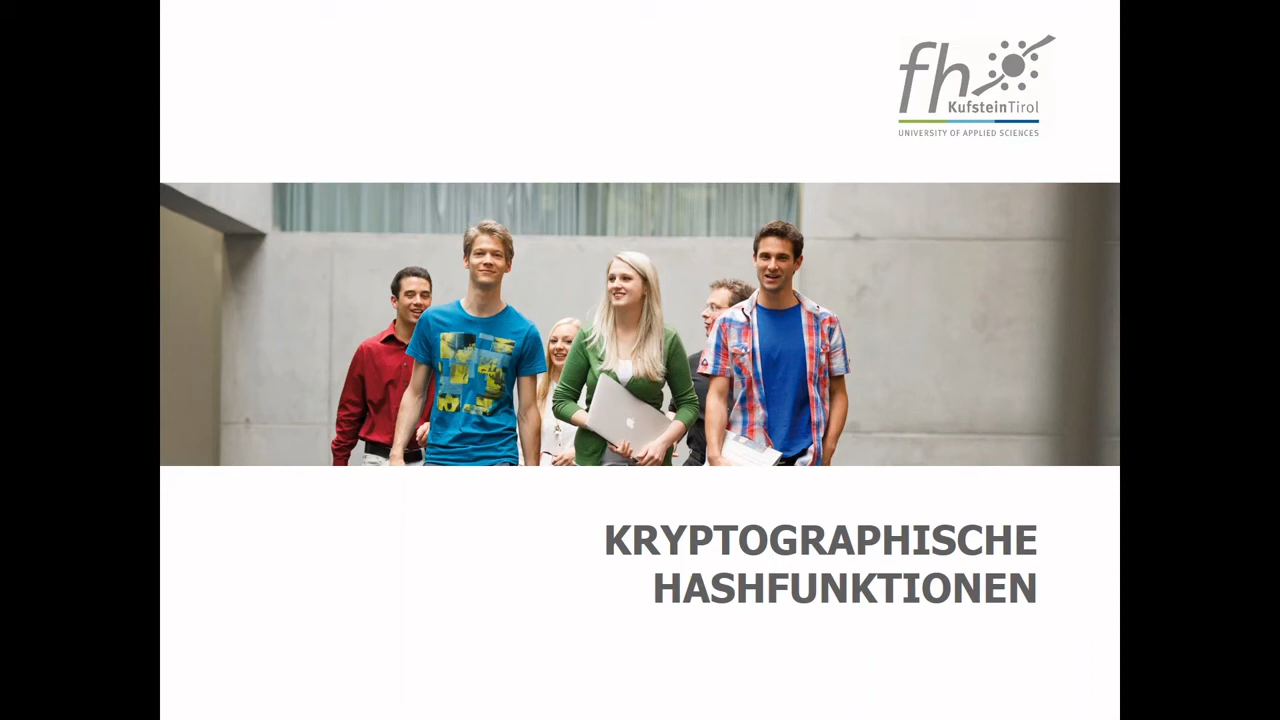 fh
KufsteinTirol
UNIVERSITY OF APPLIED SCIENCES
KRYPTOGRAPHISCHE
HASHFUNKTIONEN